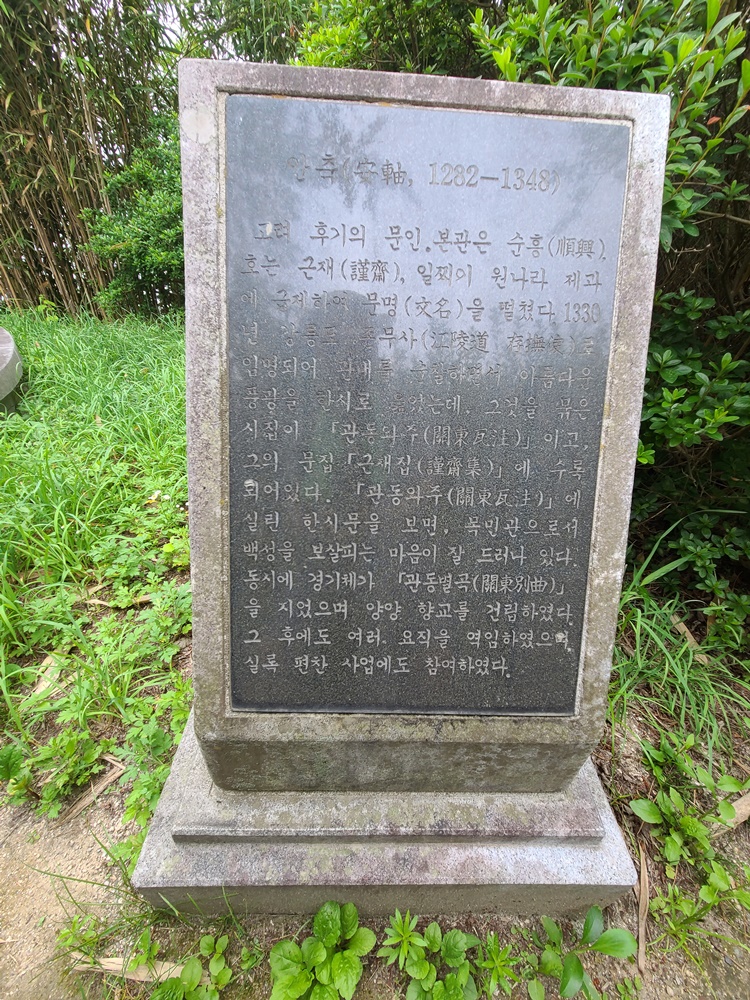 안축(安軸, 1282-1348)
고려 후기의 문인. 본관은 순흥(順興),
호는 근재(謹齋), 일찍이 원나라 제과
에 급제하여 문명(文名)을 떨쳤다. 1330
년 강릉도 존무사(江陵道 存撫使)로
임명되어 관내를 순찰하면서 아름다운
풍광을 한시로 읊었는데, 그것을 묶은
시집이 「관동와주(關東瓦注)」이고,
그의 문집 「근재집(謹齋集)」에 수록
되어있다. 「관동와주(關東瓦注)」에
실린 한시문을 보면, 목민관으로서
백성을 보살피는 마음이 잘 드러나 있다.
동시에 경기체가 「관동별곡(關東別曲)」
을 지었으며 양양 향교를 건립하였다.
그 후에도 여러 요직을 역임하였으며,
실록 편찬 사업에도 참여하였다.